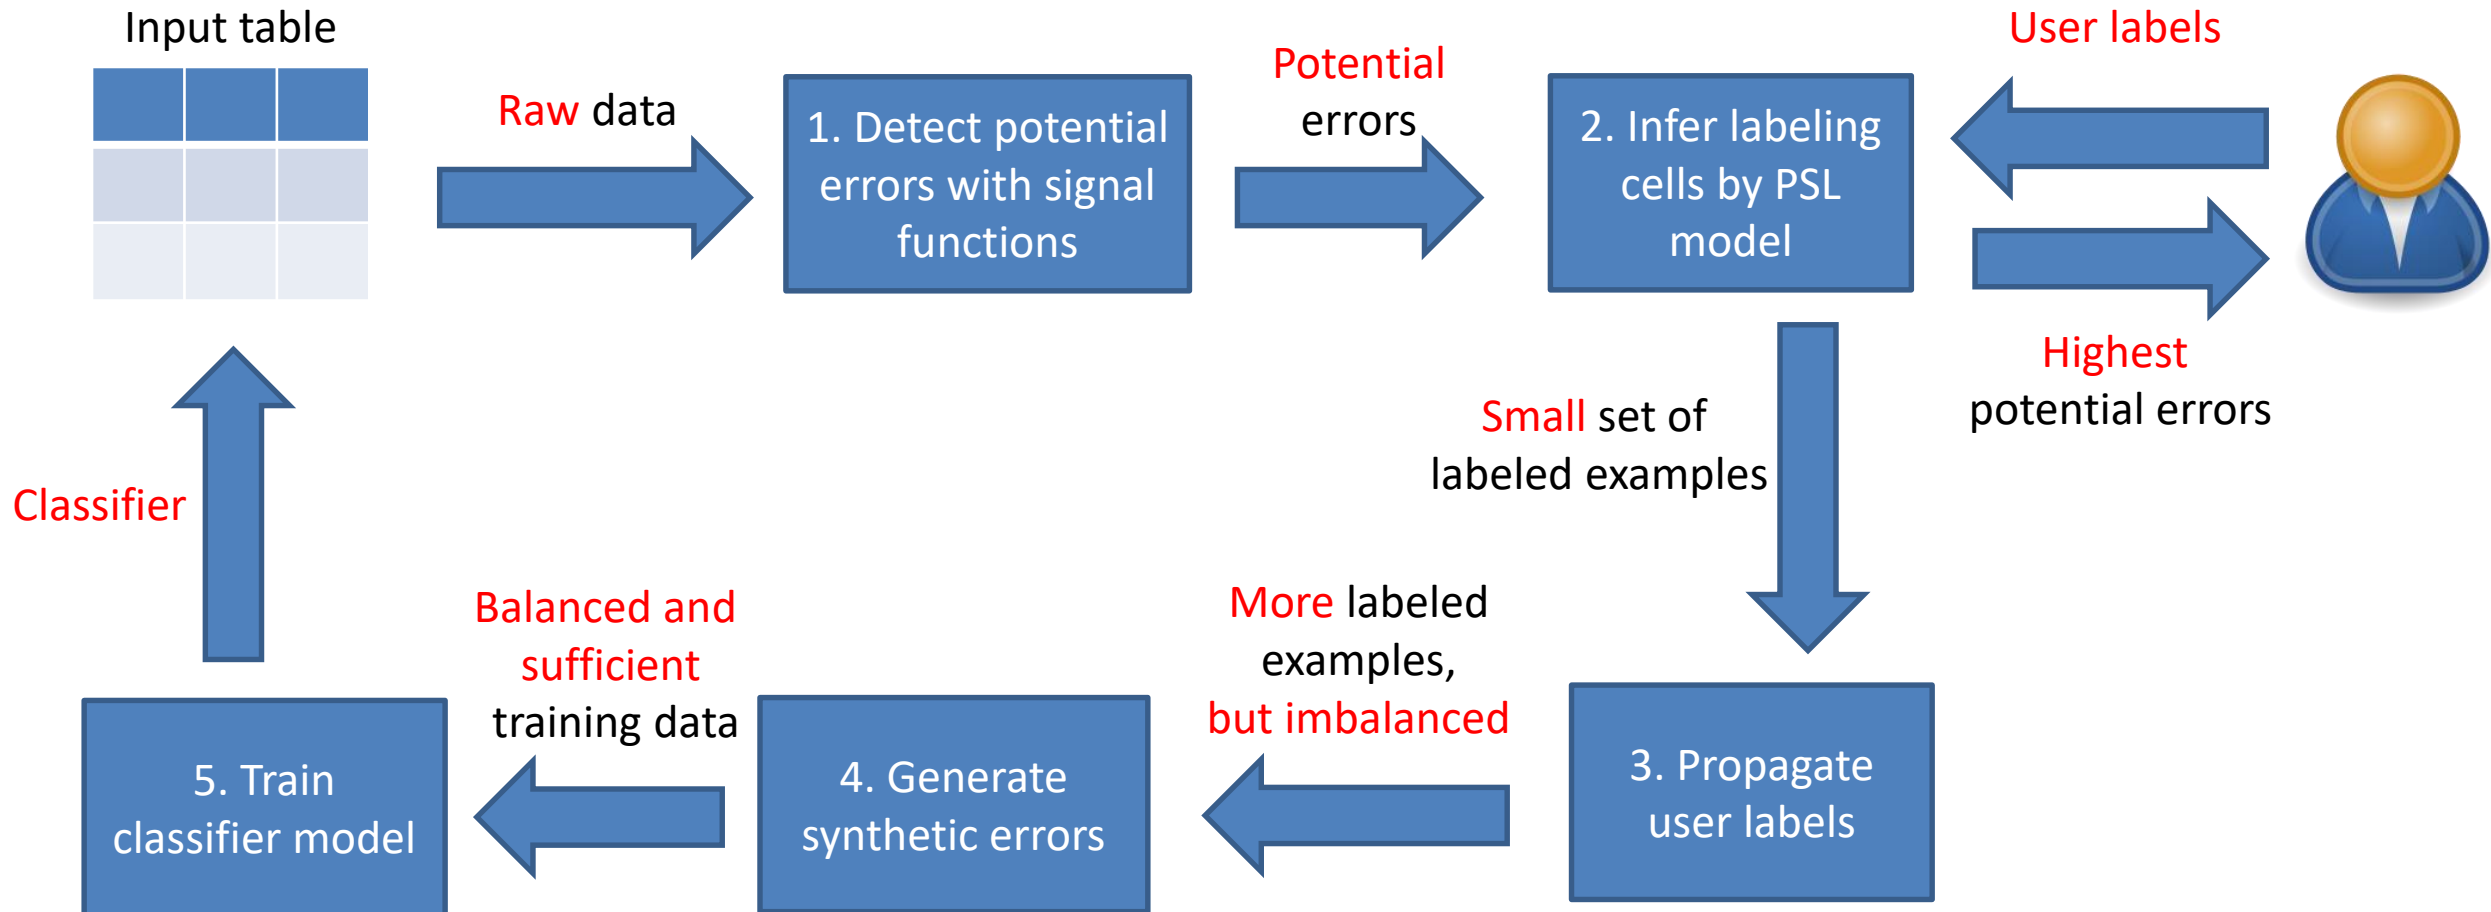 Input table
Raw data
1. Detect potential
errors with signal
functions
Potential
errors
2. Infer labeling
cells by PSL
model
User labels
Highest
potential errors
Small set of
labeled examples
3. Propagate
user labels
More labeled
examples,
but imbalanced
4. Generate
synthetic errors
Balanced and
sufficient
training data
5. Train
classifier model
Classifier